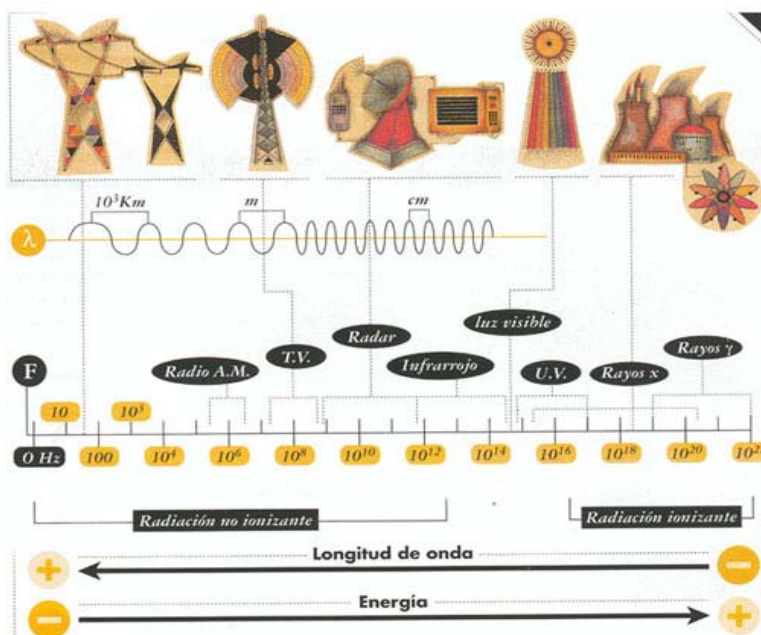 10³Km
m
cm
λ
luz visible
Radar
T.V.
Infrarrojo
Rayos γ
Radio A.M.
U.V.
Rayos x
F
10
10³
0 Hz
100
10⁴
10⁶
10⁸
10¹⁰
10¹²
10¹⁴
10¹⁶
10¹⁸
10²⁰
Radiación no ionizante
Radiación ionizante
Longitud de onda
+
−
Energía
−
+